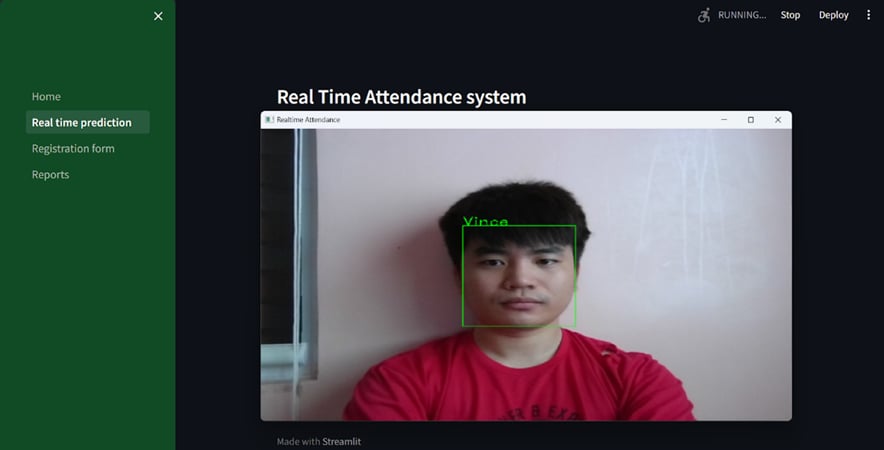 RUNNING...
Stop
Deploy
Home
Real time prediction
Registration form
Reports
Real Time Attendance system
Realtime Attendance
Vince
Made with Streamlit